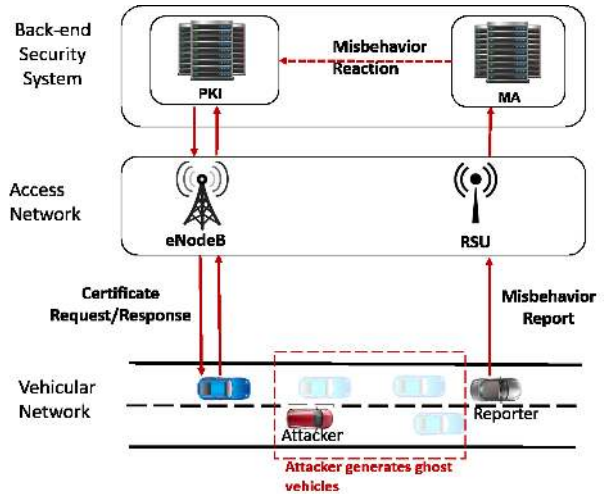 Back-end
Security
System
PKI
Misbehavior
Reaction
MA
Access
Network
eNodeB
RSU
Certificate
Request/Response
Misbehavior
Report
Vehicular
Network
Attacker
Reporter
Attacker generates ghost
vehicles